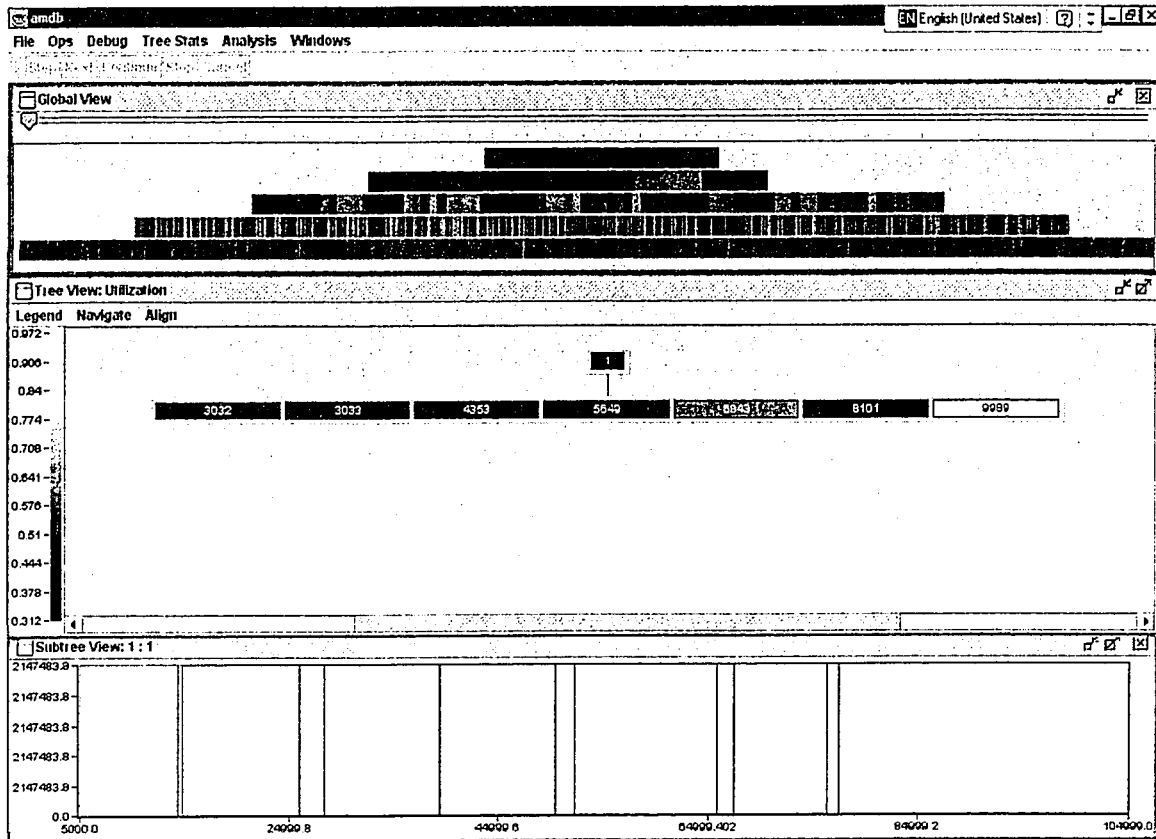 amdb
EN English (United States) ?
File Ops Debug Tree Stats Analysis Windows
Global View
Tree View: Utilization
Legend Navigate Align
0.972
0.906
0.84
0.774
0.708
0.641
0.576
0.51
0.444
0.378
0.312
1
3032 3033 4353 5649 6843 8101 9989
Subtree View: 1 : 1
2147483.8
2147483.8
2147483.8
2147483.8
2147483.8
0.0
5000.0 24999.8 44999.6 64999.402 84999.2 104999.0